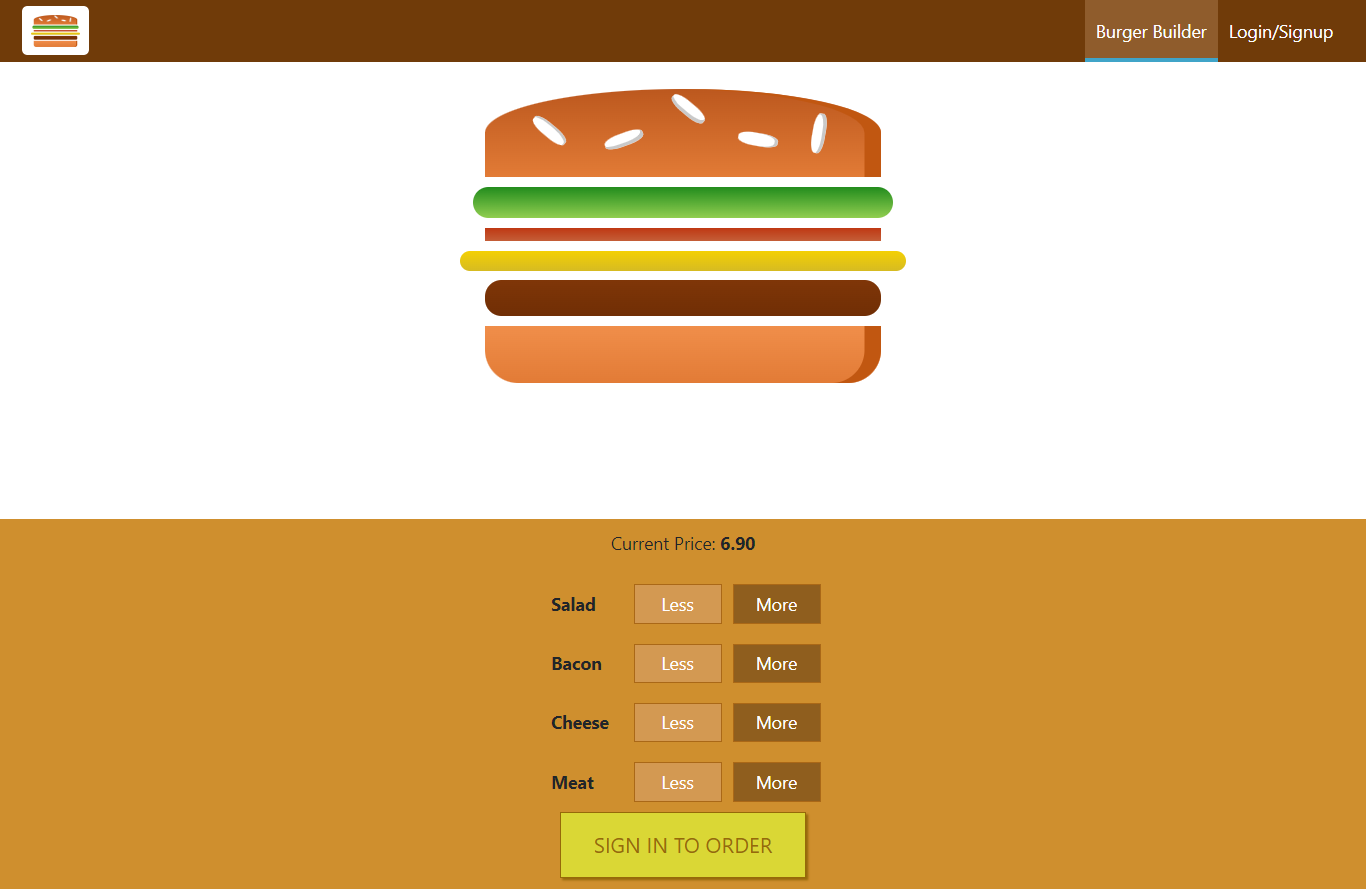 Burger Builder Login/Signup
Current Price: 6.90
Salad Less More
Bacon Less More
Cheese Less More
Meat Less More
SIGN IN TO ORDER